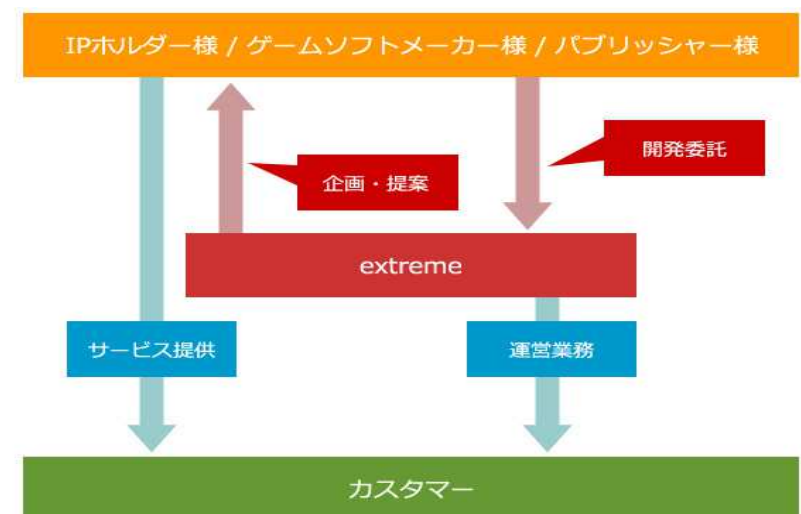 IPホルダー様 / ゲームソフトメーカー様 / パブリッシャー様
開発委託
企画・提案
extreme
サービス提供
運営業務
カスタマー